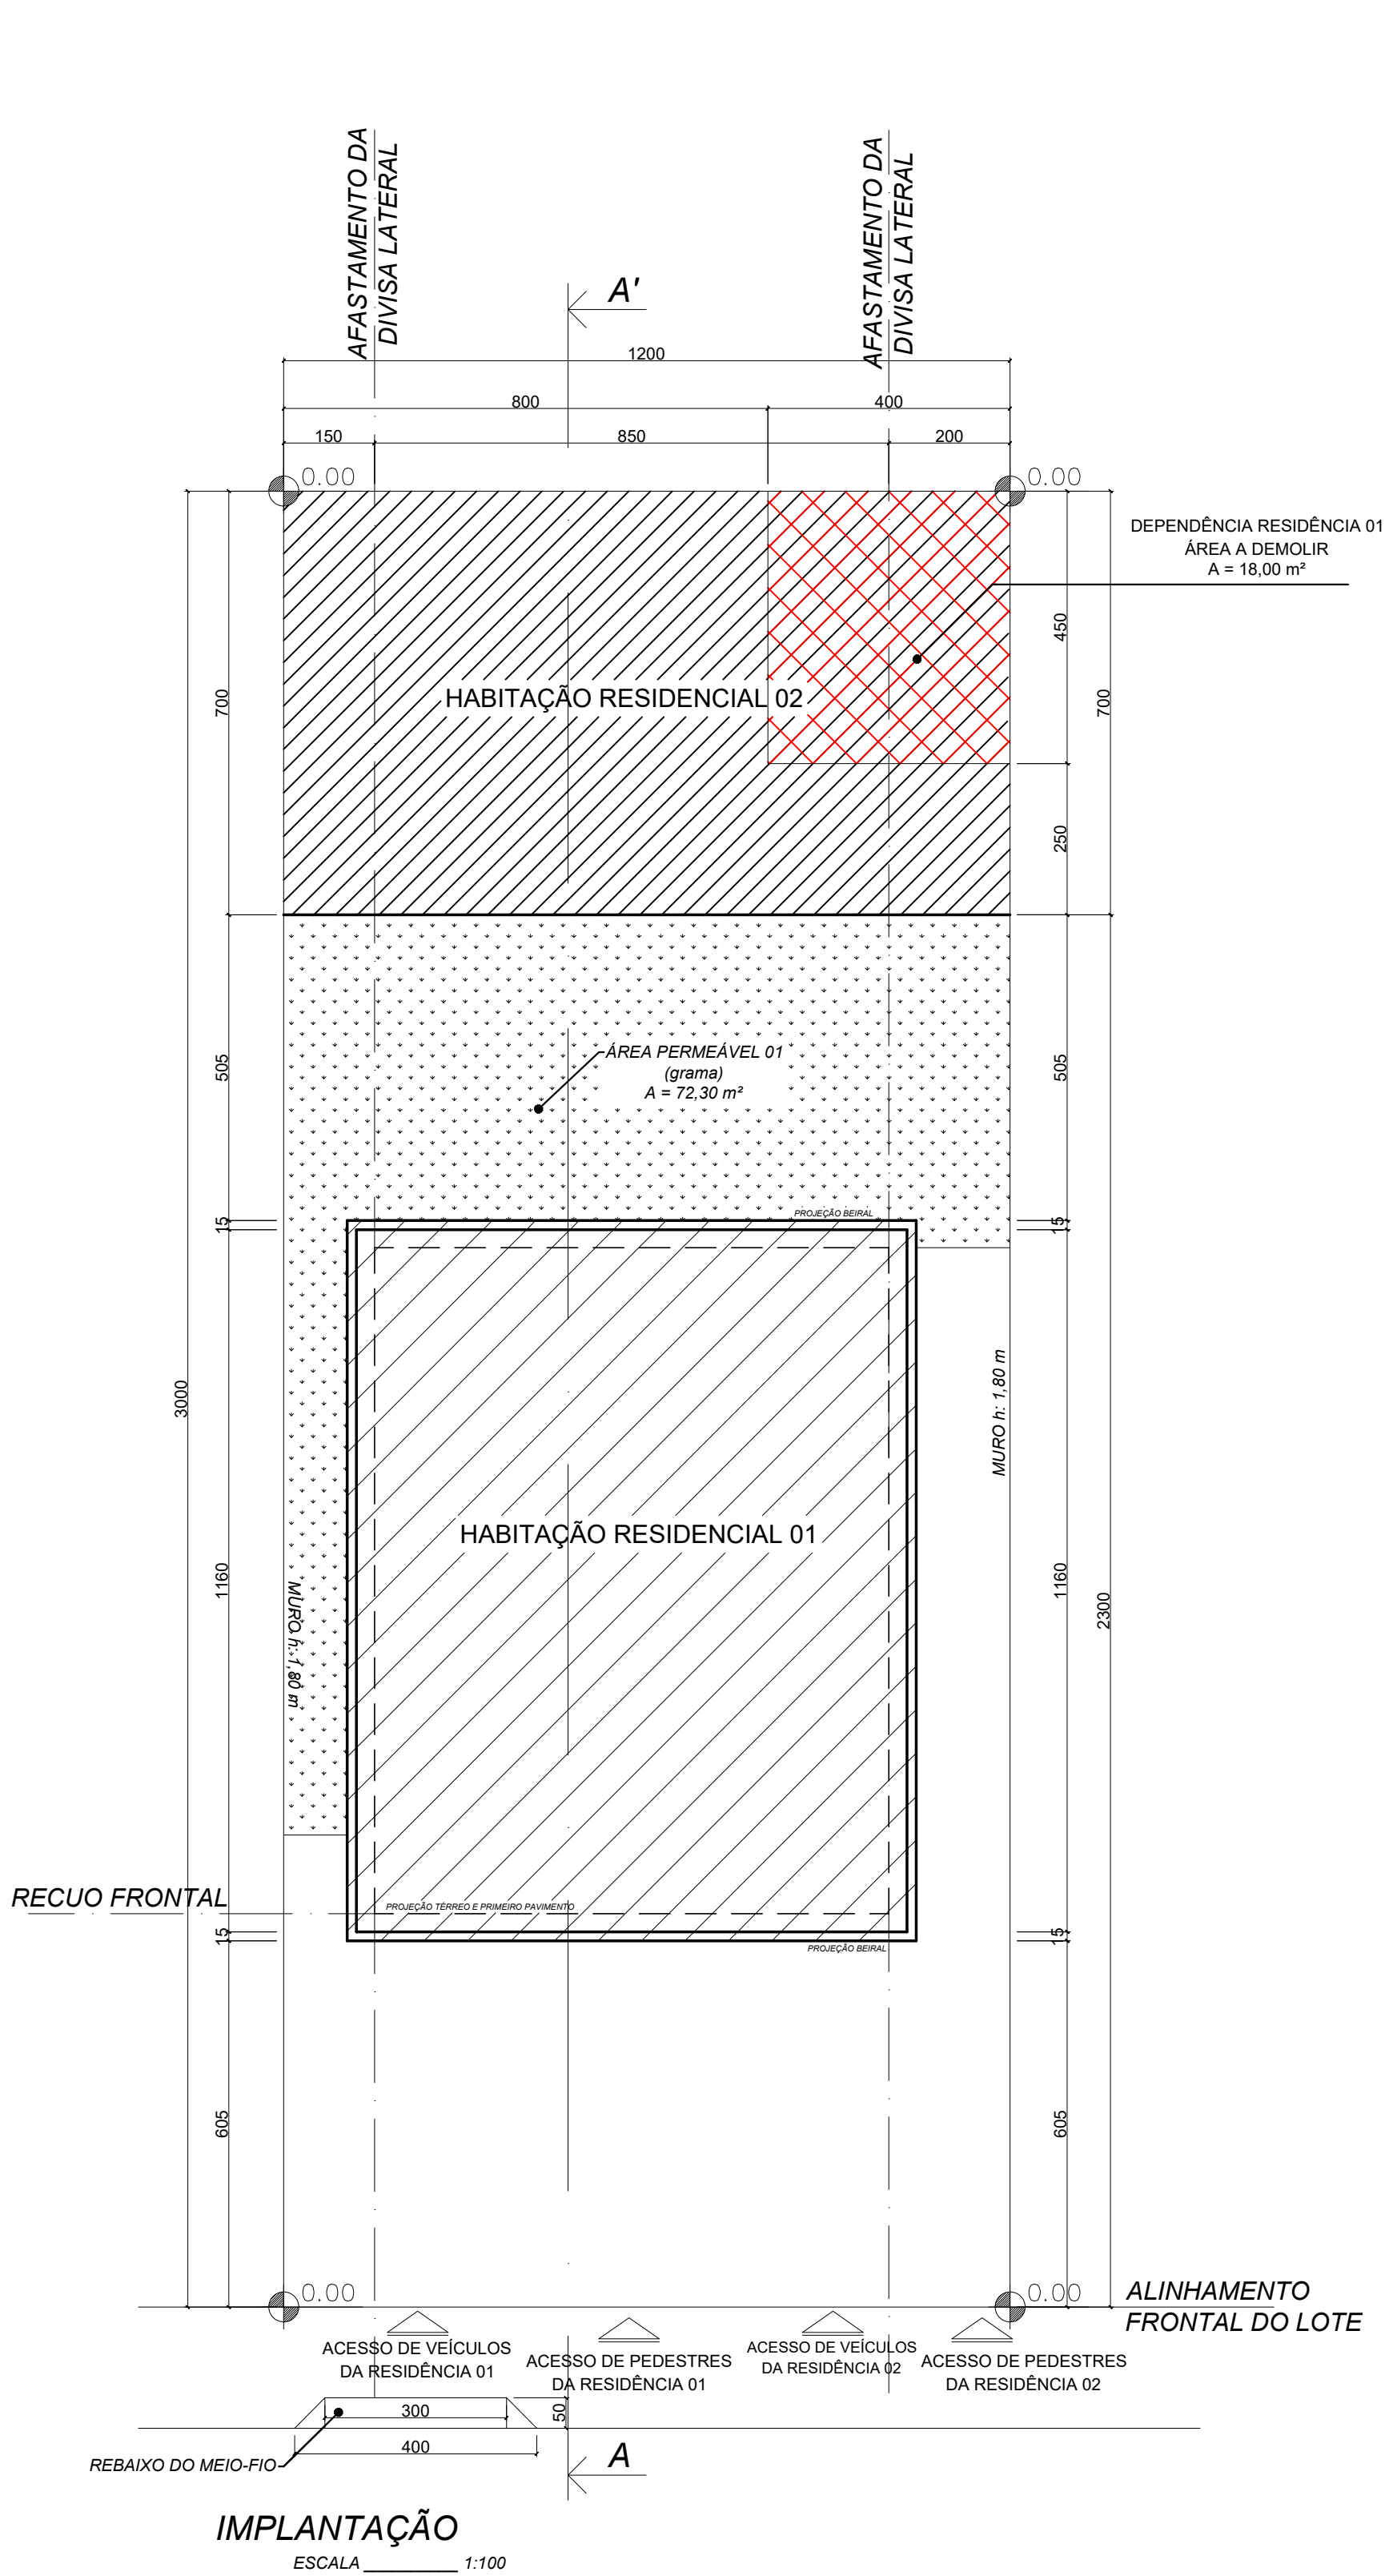 AFASTAMENTO DA
DIVISA LATERAL
AFASTAMENTO DA
DIVISA LATERAL
A'
1200
800
400
150
850
200
0.00
0.00
DEPENDÊNCIA RESIDÊNCIA 01
ÁREA A DEMOLIR
A = 18,00 m²
450
700
HABITAÇÃO RESIDENCIAL 02
700
250
505
ÁREA PERMEÁVEL 01
(grama)
A = 72,30 m²
505
15
PROJEÇÃO BEIRAL
15
3000
MURO h: 1,80 m
HABITAÇÃO RESIDENCIAL 01
1160
MURO h: 1,80 m
1160
2300
RECUO FRONTAL
PROJEÇÃO TÉRREO E PRIMEIRO PAVIMENTO
15
PROJEÇÃO BEIRAL
15
605
605
0.00
0.00
ALINHAMENTO
FRONTAL DO LOTE
ACESSO DE VEÍCULOS
DA RESIDÊNCIA 01
ACESSO DE PEDESTRES
DA RESIDÊNCIA 01
ACESSO DE VEÍCULOS
DA RESIDÊNCIA 02
ACESSO DE PEDESTRES
DA RESIDÊNCIA 02
300
50
400
REBAIXO DO MEIO-FIO
A
IMPLANTAÇÃO
ESCALA __________ 1:100